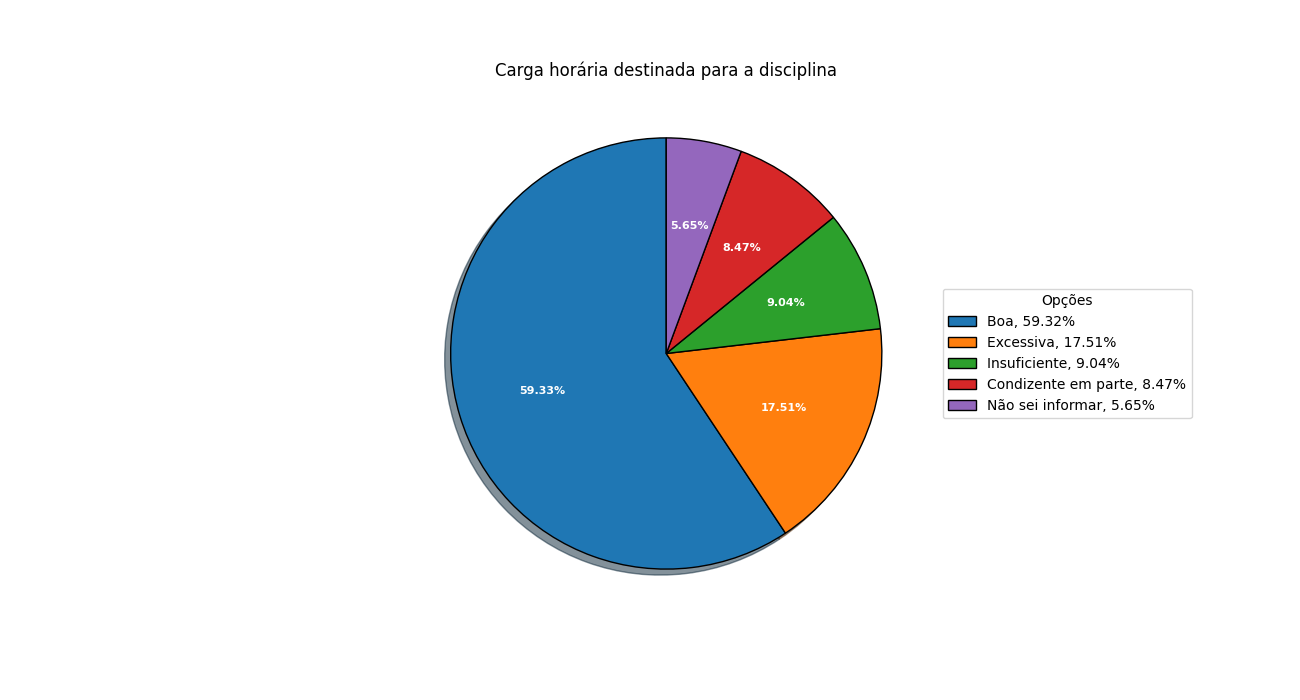 Carga horária destinada para a disciplina
5.65%
8.47%
9.04%
59.33%
17.51%
Opções
Boa, 59.32%
Excessiva, 17.51%
Insuficiente, 9.04%
Condizente em parte, 8.47%
Não sei informar, 5.65%